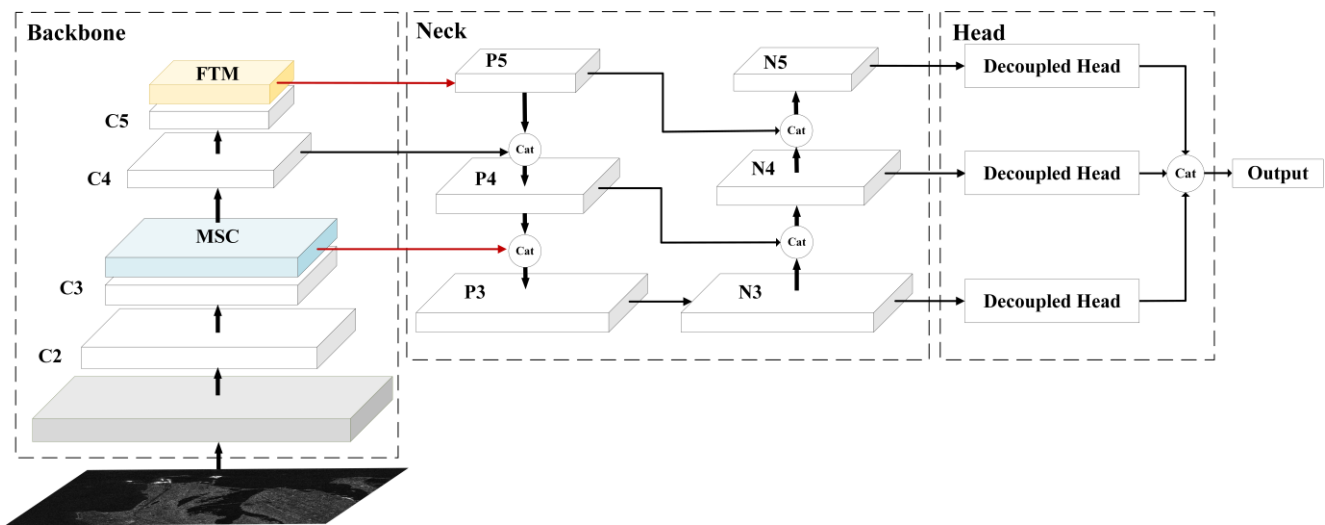 Backbone
FTM
C5
C4
MSC
C3
C2
Neck
P5
Cat
P4
Cat
P3
N5
Cat
N4
Cat
N3
Head
Decoupled Head
Decoupled Head
Decoupled Head
Cat
Output